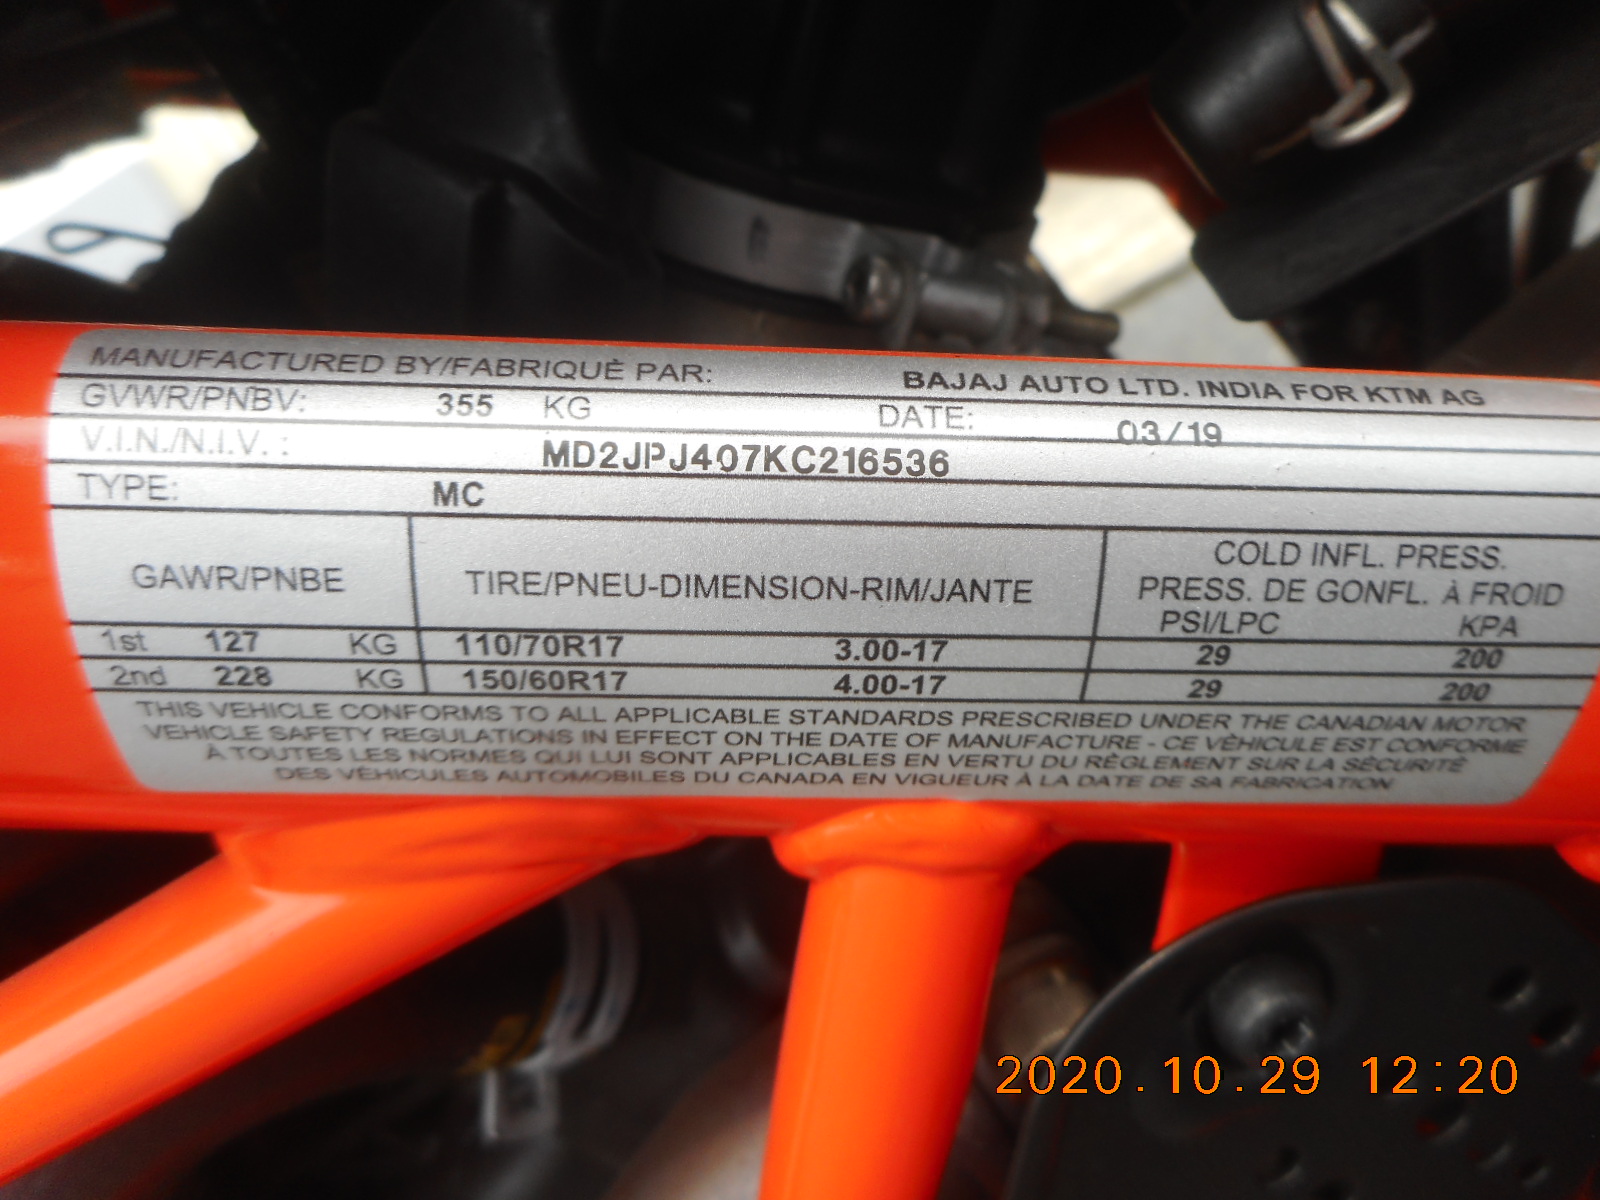 MANUFACTURED BY/FABRIQUÈ PAR: BAJAJ AUTO LTD. INDIA FOR KTM AG
GVWR/PNBV: 355 KG DATE: 03/19
V.I.N./N.I.V. : MD2JPJ407KC216536
TYPE: MC
GAWR/PNBE TIRE/PNEU-DIMENSION-RIM/JANTE COLD INFL. PRESS.
PRESS. DE GONFL. À FROID
PSI/LPC KPA
1st 127 KG 110/70R17 3.00-17 29 200
2nd 228 KG 150/60R17 4.00-17 29 200
THIS VEHICLE CONFORMS TO ALL APPLICABLE STANDARDS PRESCRIBED UNDER THE CANADIAN MOTOR
VEHICLE SAFETY REGULATIONS IN EFFECT ON THE DATE OF MANUFACTURE - CE VÈHICULE EST CONFORME
À TOUTES LES NORMES QUI LUI SONT APPLICABLES EN VERTU DU RÈGLEMENT SUR LA SÈCURITÈ
DES VÈHICULES AUTOMOBILES DU CANADA EN VIGUEUR À LA DATE DE SA FABRICATION
2020.10.29 12:20